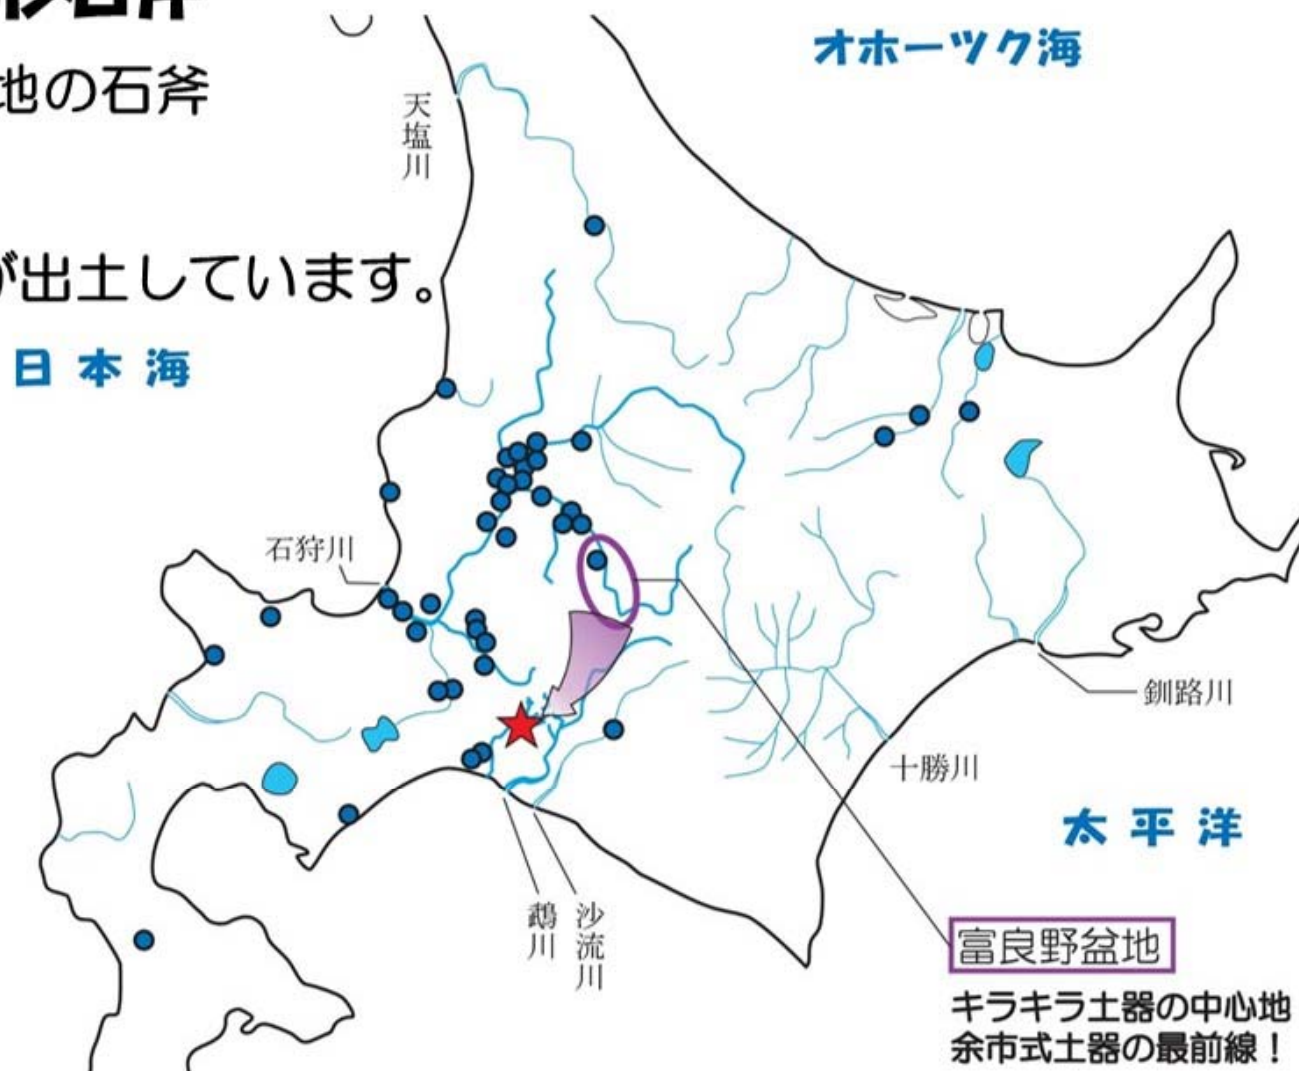 地の石斧
オホーツク海
天塩川
が出土しています。
日本海
石狩川
釧路川
十勝川
太平洋
鵡川
沙流川
富良野盆地
キラキラ土器の中心地
余市式土器の最前線！